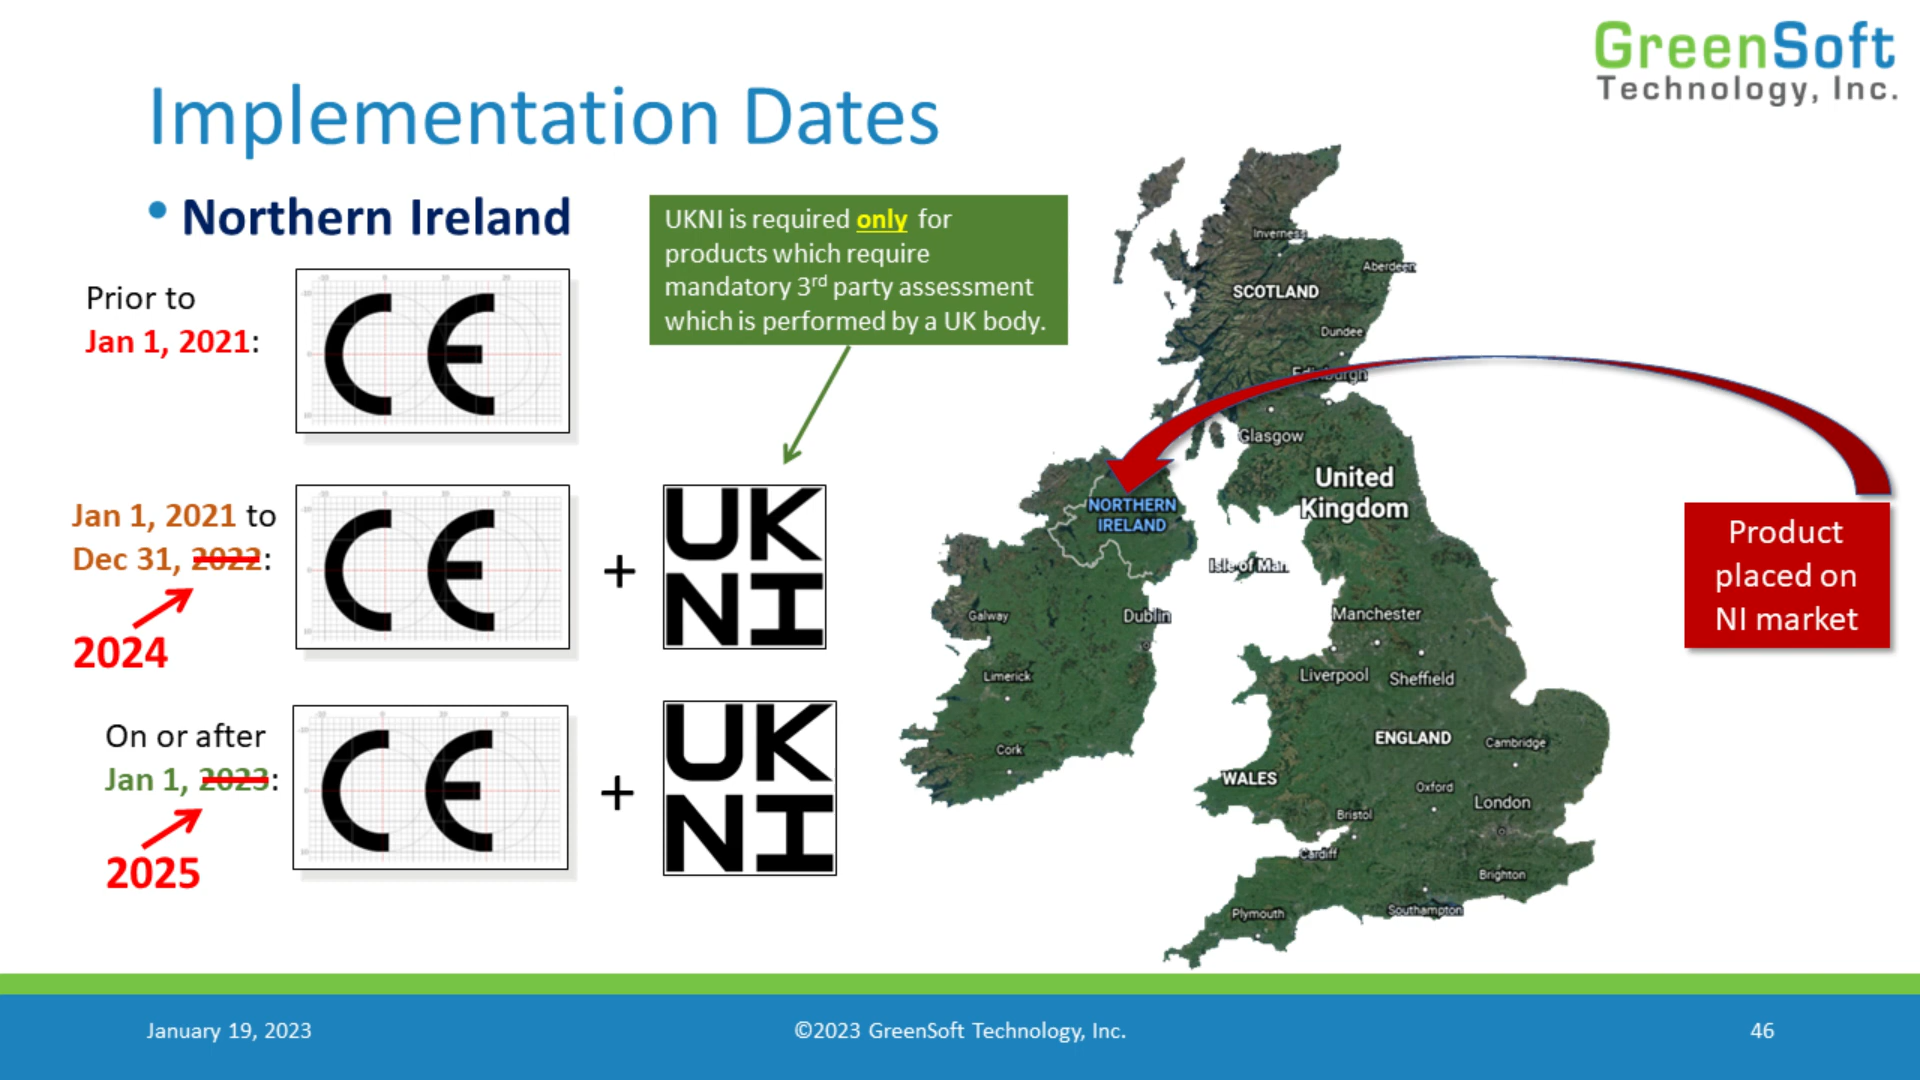 GreenSoft
Technology, Inc.
Implementation Dates
• Northern Ireland
Prior to
Jan 1, 2021:
CE
UKNI is required only for
products which require
mandatory 3rd party assessment
which is performed by a UK body.
Jan 1, 2021 to
Dec 31, 2022:
2024
CE
+
UK
NI
On or after
Jan 1, 2023:
2025
CE
+
UK
NI
Inverness
Aberdeen
SCOTLAND
Dundee
Edinburgh
Glasgow
United
Kingdom
NORTHERN
IRELAND
Isle of Man
Product
placed on
NI market
Galway
Dublin
Manchester
Limerick
Liverpool
Sheffield
Cork
ENGLAND
Cambridge
WALES
Oxford
London
Bristol
Cardiff
Brighton
Plymouth
Southampton
January 19, 2023
©2023 GreenSoft Technology, Inc.
46